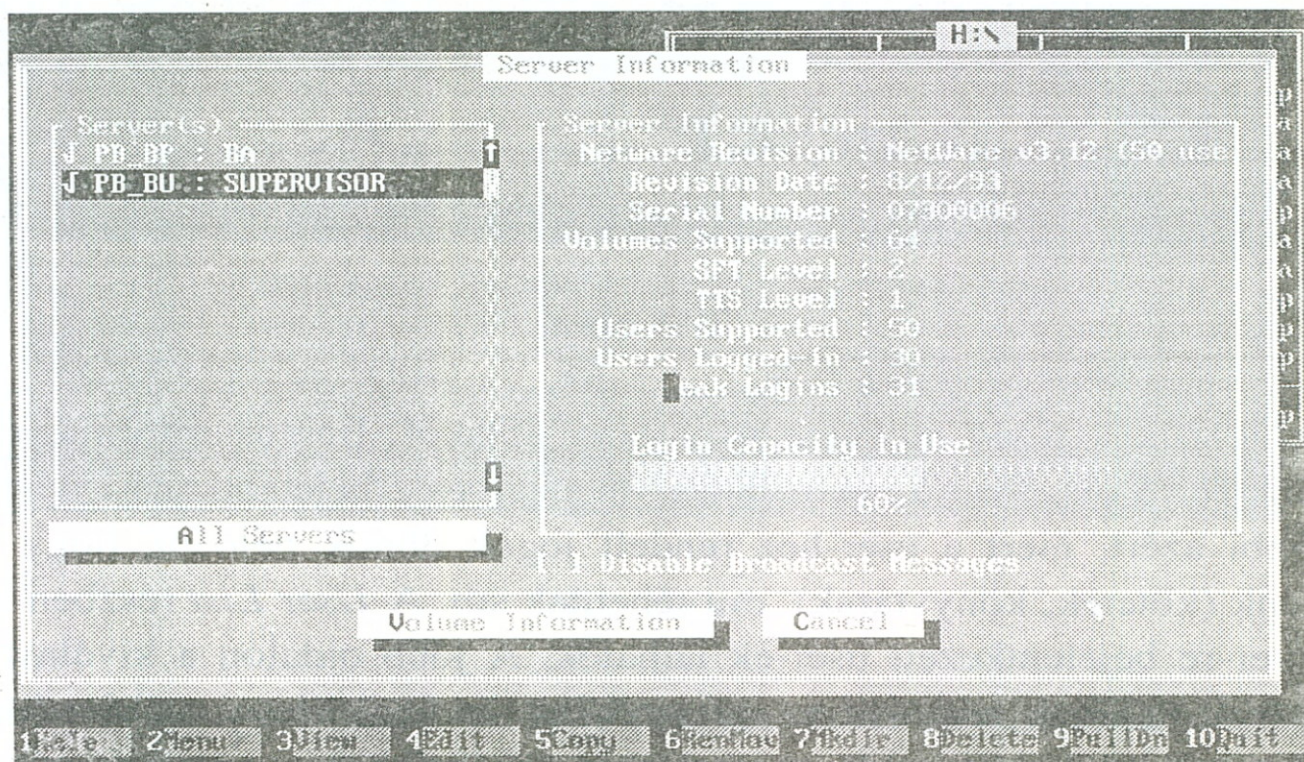 H:\
Server Information
Server(s)
√ PB_BP : BA
√ PB_BU : SUPERVISOR
All Servers
Server Information
Netware Revision : NetWare v3.12 (50 use
Revision Date : 8/12/93
Serial Number : 07300006
Volumes Supported : 64
SFT Level : 2
TTS Level : 1
Users Supported : 50
Users Logged-In : 30
Peak Logins : 31
Login Capacity In Use
60%
[ ] Disable Broadcast Messages
Volume Information
Cancel
1Help 2Menu 3View 4Edit 5Copy 6RenMov 7Mkdir 8Delete 9PullDn 10Quit